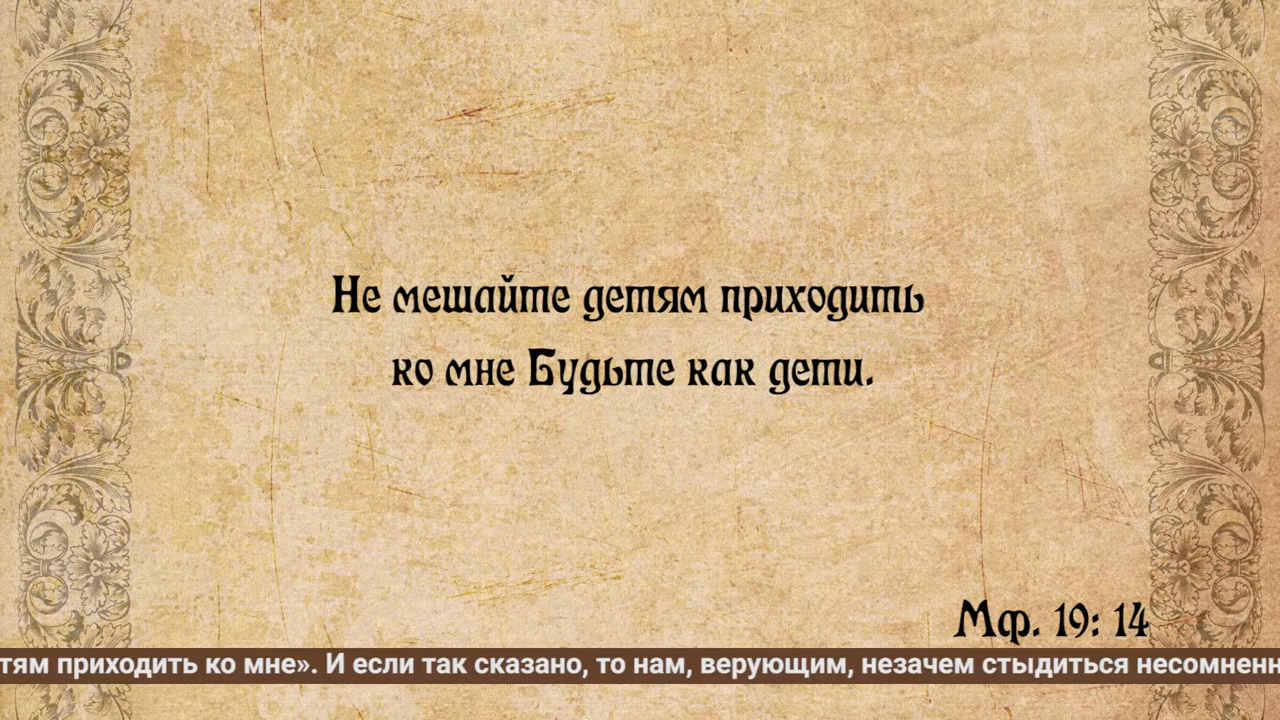 Не мешайте детям приходить
ко мне Будьте как дети.
Мф. 19: 14
тям приходить ко мне». И если так сказано, то нам, верующим, незачем стыдиться несомненн